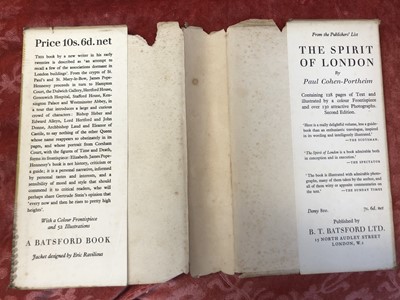 Price 10s. 6d. net
This book by a new writer in his early
twenties is described as 'an attempt to
recall a few of the associations dormant in
London buildings'. From the crypt of St.
Paul's and St. Mary-le-Bow, James Pope-
Hennessy proceeds in turn to Hampton
Court, the Dulwich Gallery, Hertford House,
Greenwich Hospital, Stafford House, Ken-
sington Palace and Westminster Abbey, in
a tour that introduces a large and curious
crowd of characters: Bishop Heber and
Edward Alleyn, Lord Hertford and John
Donne, Archbishop Laud and Eleanor of
Castile, to say nothing of the other Queen
whose name reappears so obstinately in its
pages, and whose portrait from Corsham
Court, with the figures of Time and Death,
forms its frontispiece: Elizabeth. James Pope-
Hennessy's book is not history, criticism or
a guide; it is a personal narrative, informed
by personal tastes and interests, and a
sensibility of mood and style that should
commend it to critical readers, who will
perhaps share Gertrude Stein's opinion that
'every now and then he rises to pretty high
heights'.
With a Colour Frontispiece
and 52 Illustrations
A BATSFORD BOOK
Jacket designed by Eric Ravilious
From the Publishers' List
THE SPIRIT OF
LONDON
By
Paul Cohen-Portheim
Containing 128 pages of Text and
illustrated by a colour Frontispiece
and over 130 attractive Photographs.
Second Edition.
"Here is a really delightful volume, less a guide-
book than an enthusiastic travelogue, inspired
in its wording and intelligently illustrated."
—THE BYSTANDER.
"The Spirit of London is a book admirable both
in conception and in execution."
—THE SPECTATOR
"The book is illustrated with admirable photo-
graphs, many of them taken by the author, and
all of them witty or apposite commentaries on
the text."
—THE SUNDAY TIMES
Demy 8vo.
7s. 6d. net
Published by
B. T. BATSFORD LTD.
15 NORTH AUDLEY STREET
LONDON, W.1